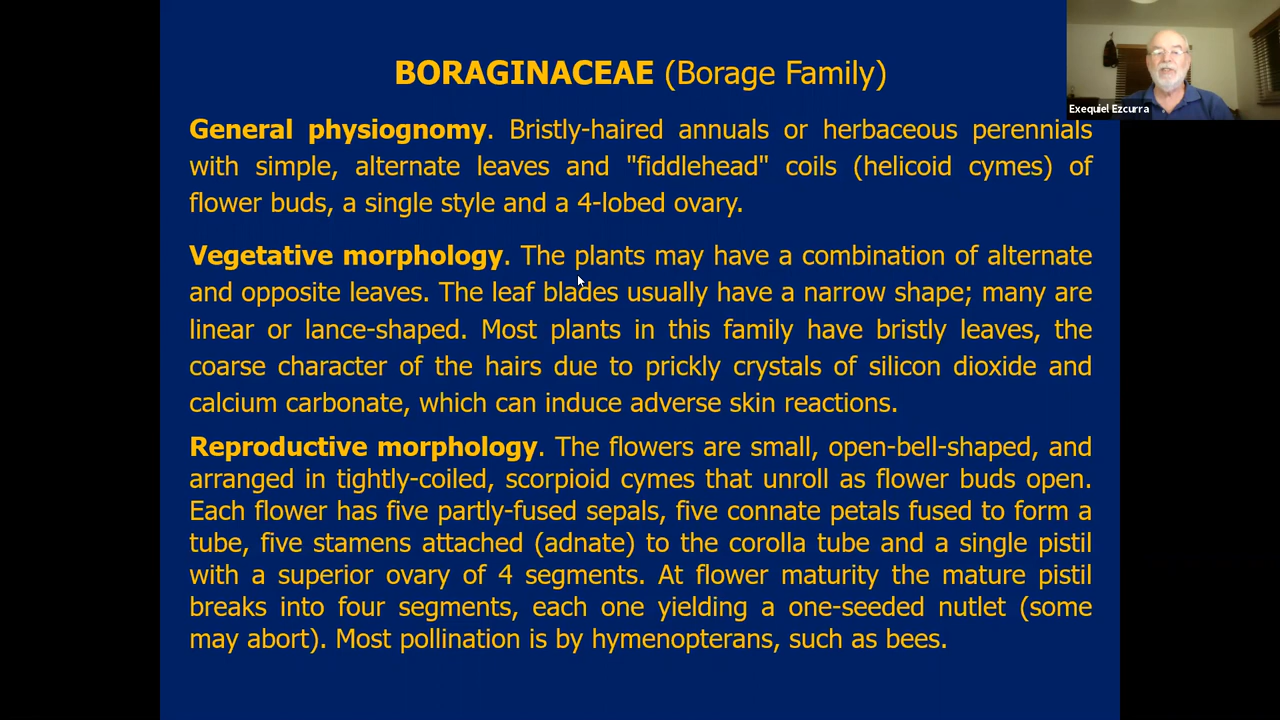 BORAGINACEAE (Borage Family)
Exequiel Ezcurra
General physiognomy. Bristly-haired annuals or herbaceous perennials
with simple, alternate leaves and "fiddlehead" coils (helicoid cymes) of
flower buds, a single style and a 4-lobed ovary.
Vegetative morphology. The plants may have a combination of alternate
and opposite leaves. The leaf blades usually have a narrow shape; many are
linear or lance-shaped. Most plants in this family have bristly leaves, the
coarse character of the hairs due to prickly crystals of silicon dioxide and
calcium carbonate, which can induce adverse skin reactions.
Reproductive morphology. The flowers are small, open-bell-shaped, and
arranged in tightly-coiled, scorpioid cymes that unroll as flower buds open.
Each flower has five partly-fused sepals, five connate petals fused to form a
tube, five stamens attached (adnate) to the corolla tube and a single pistil
with a superior ovary of 4 segments. At flower maturity the mature pistil
breaks into four segments, each one yielding a one-seeded nutlet (some
may abort). Most pollination is by hymenopterans, such as bees.